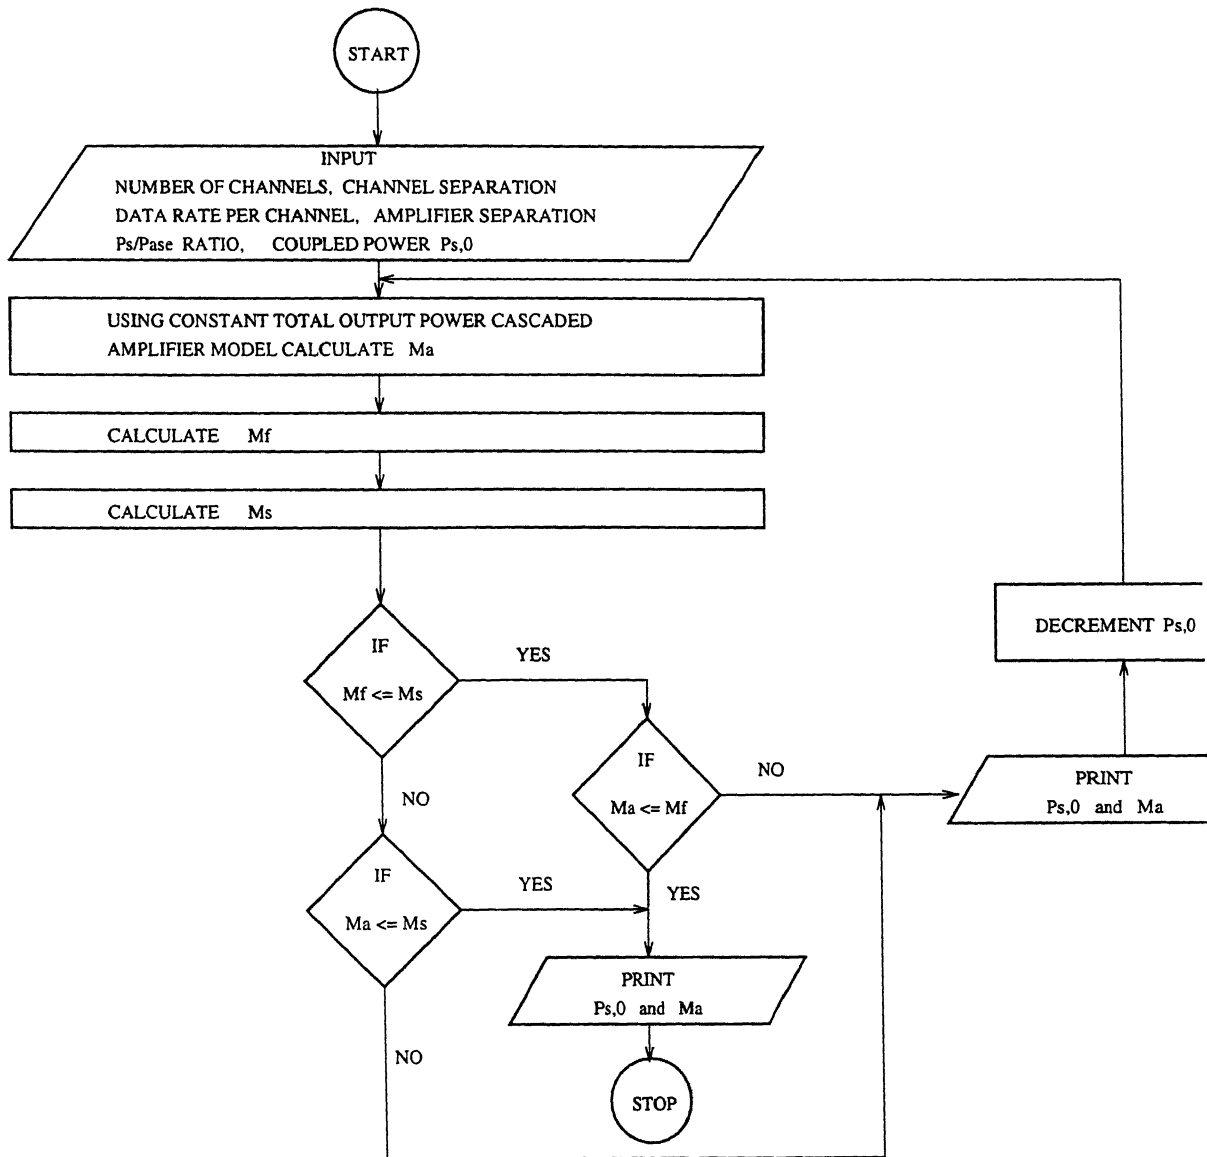 START
INPUT
NUMBER OF CHANNELS, CHANNEL SEPARATION
DATA RATE PER CHANNEL, AMPLIFIER SEPARATION
Ps/Pase RATIO, COUPLED POWER Ps,0
USING CONSTANT TOTAL OUTPUT POWER CASCADED
AMPLIFIER MODEL CALCULATE Ma
CALCULATE Mf
CALCULATE Ms
IF
Mf <= Ms
YES
NO
IF
Ma <= Mf
NO
YES
IF
Ma <= Ms
YES
NO
DECREMENT Ps,0
PRINT
Ps,0 and Ma
PRINT
Ps,0 and Ma
STOP